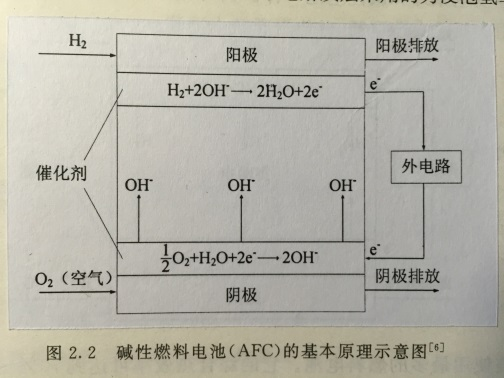 H₂
阳极
阳极排放
H₂+2OH⁻⟶2H₂O+2e⁻
e⁻
催化剂
外电路
OH⁻
OH⁻
OH⁻
½O₂+H₂O+2e⁻⟶2OH⁻
e⁻
O₂（空气）
阴极
阴极排放
图 2.2 碱性燃料电池(AFC)的基本原理示意图[6]